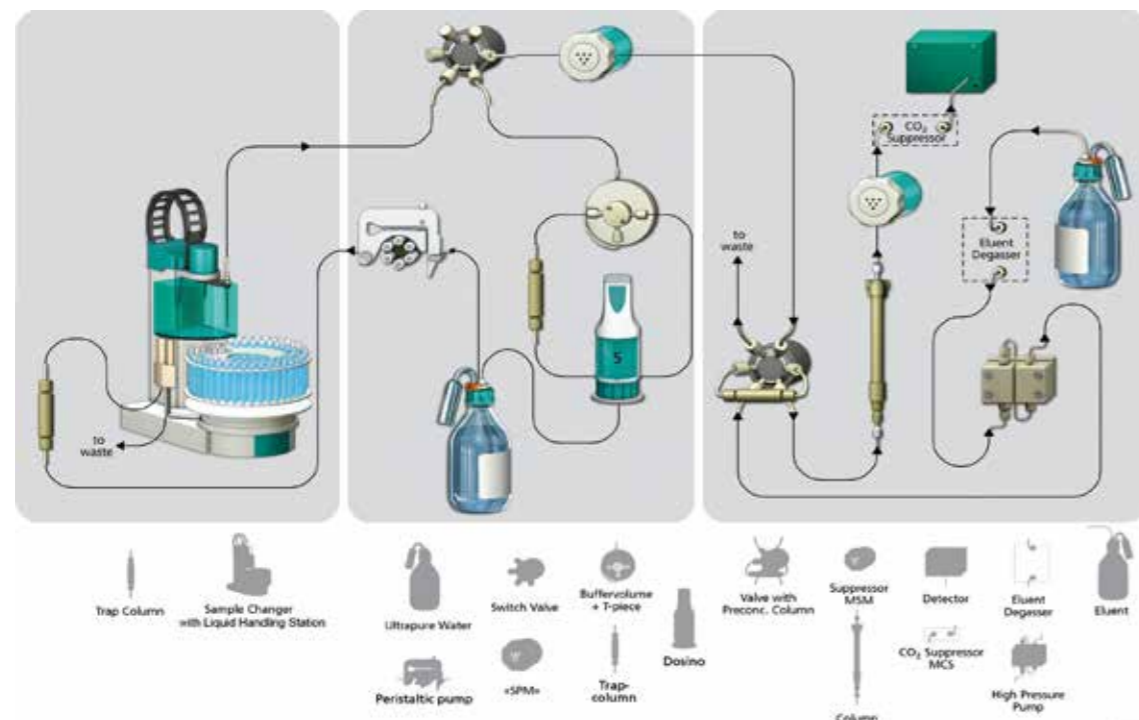 CO₂
Suppressor
Eluent
Degasser
to
waste
5
to
waste
Trap Column
Sample Changer
with Liquid Handling Station
Ultrapure Water
Peristaltic pump
Switch Valve
«SPM»
Buffervolume
+ T-piece
Trap-
column
Dosino
Valve with
Preconc. Column
Suppressor
MSM
Column
Detector
CO₂ Suppressor
MCS
Eluent
Degasser
High Pressure
Pump
Eluent